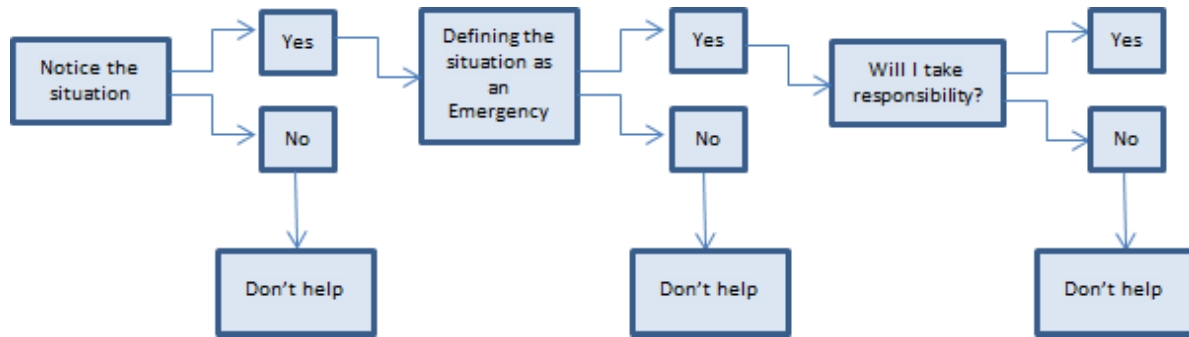 Notice the
situation
Yes
No
Don't help
Defining the
situation as
an
Emergency
Yes
No
Don't help
Will I take
responsibility?
Yes
No
Don't help